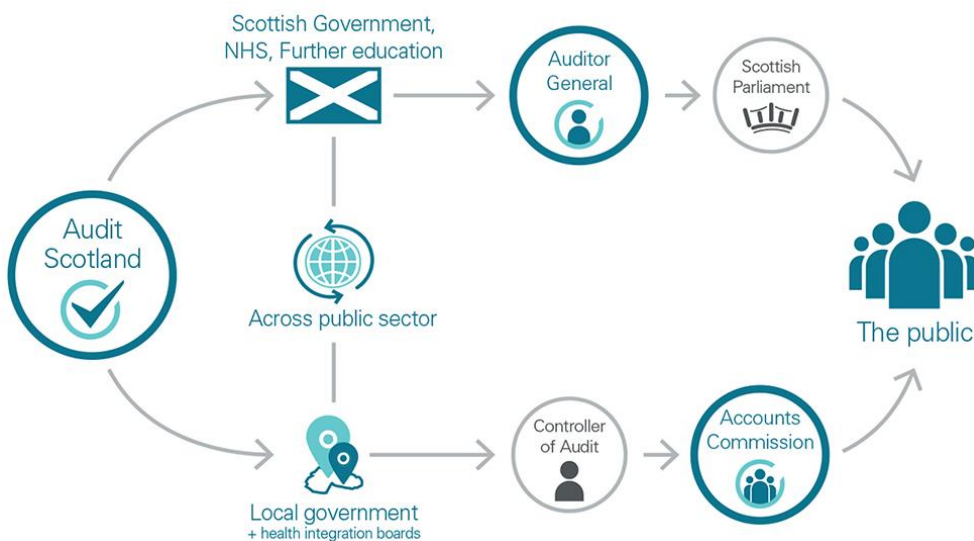 Scottish Government,
NHS, Further education
Auditor
General
Scottish
Parliament
Audit
Scotland
Across public sector
The public
Local government
+ health integration boards
Controller
of Audit
Accounts
Commission